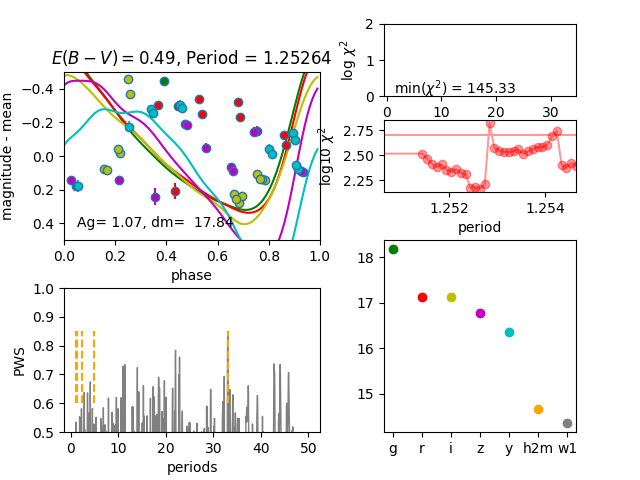 E(B − V) = 0.49, Period = 1.25264
magnitude - mean
−0.4
−0.2
0.0
0.2
0.4
Ag= 1.07, dm=  17.84
0.0 0.2 0.4 0.6 0.8 1.0
phase
log χ²
2
1
0
min(χ²) = 145.33
0 10 20 30
log10 χ²
2.75
2.50
2.25
1.252 1.254
period
PWS
1.0
0.9
0.8
0.7
0.6
0.5
0 10 20 30 40 50
periods
18
17
16
15
g r i z y h2m w1